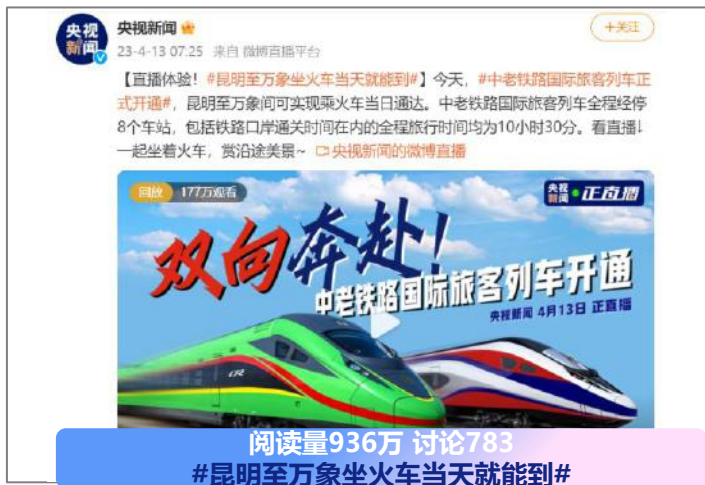 央视新闻
央视
新闻
+关注
23-4-13 07:25 来自 微博直播平台
【直播体验！#昆明至万象坐火车当天就能到#】今天，#中老铁路国际旅客列车正
式开通#，昆明至万象间可实现乘火车当日通达。中老铁路国际旅客列车全程经停
8个车站，包括铁路口岸通关时间在内的全程旅行时间均为10小时30分。看直播↓
一起坐着火车，赏沿途美景~ 央视新闻的微博直播
回放 177万观看
央视
新闻
正直播
双向奔赴！
中老铁路国际旅客列车开通
央视新闻 4月13日 正直播
CR
阅读量936万 讨论783
#昆明至万象坐火车当天就能到#